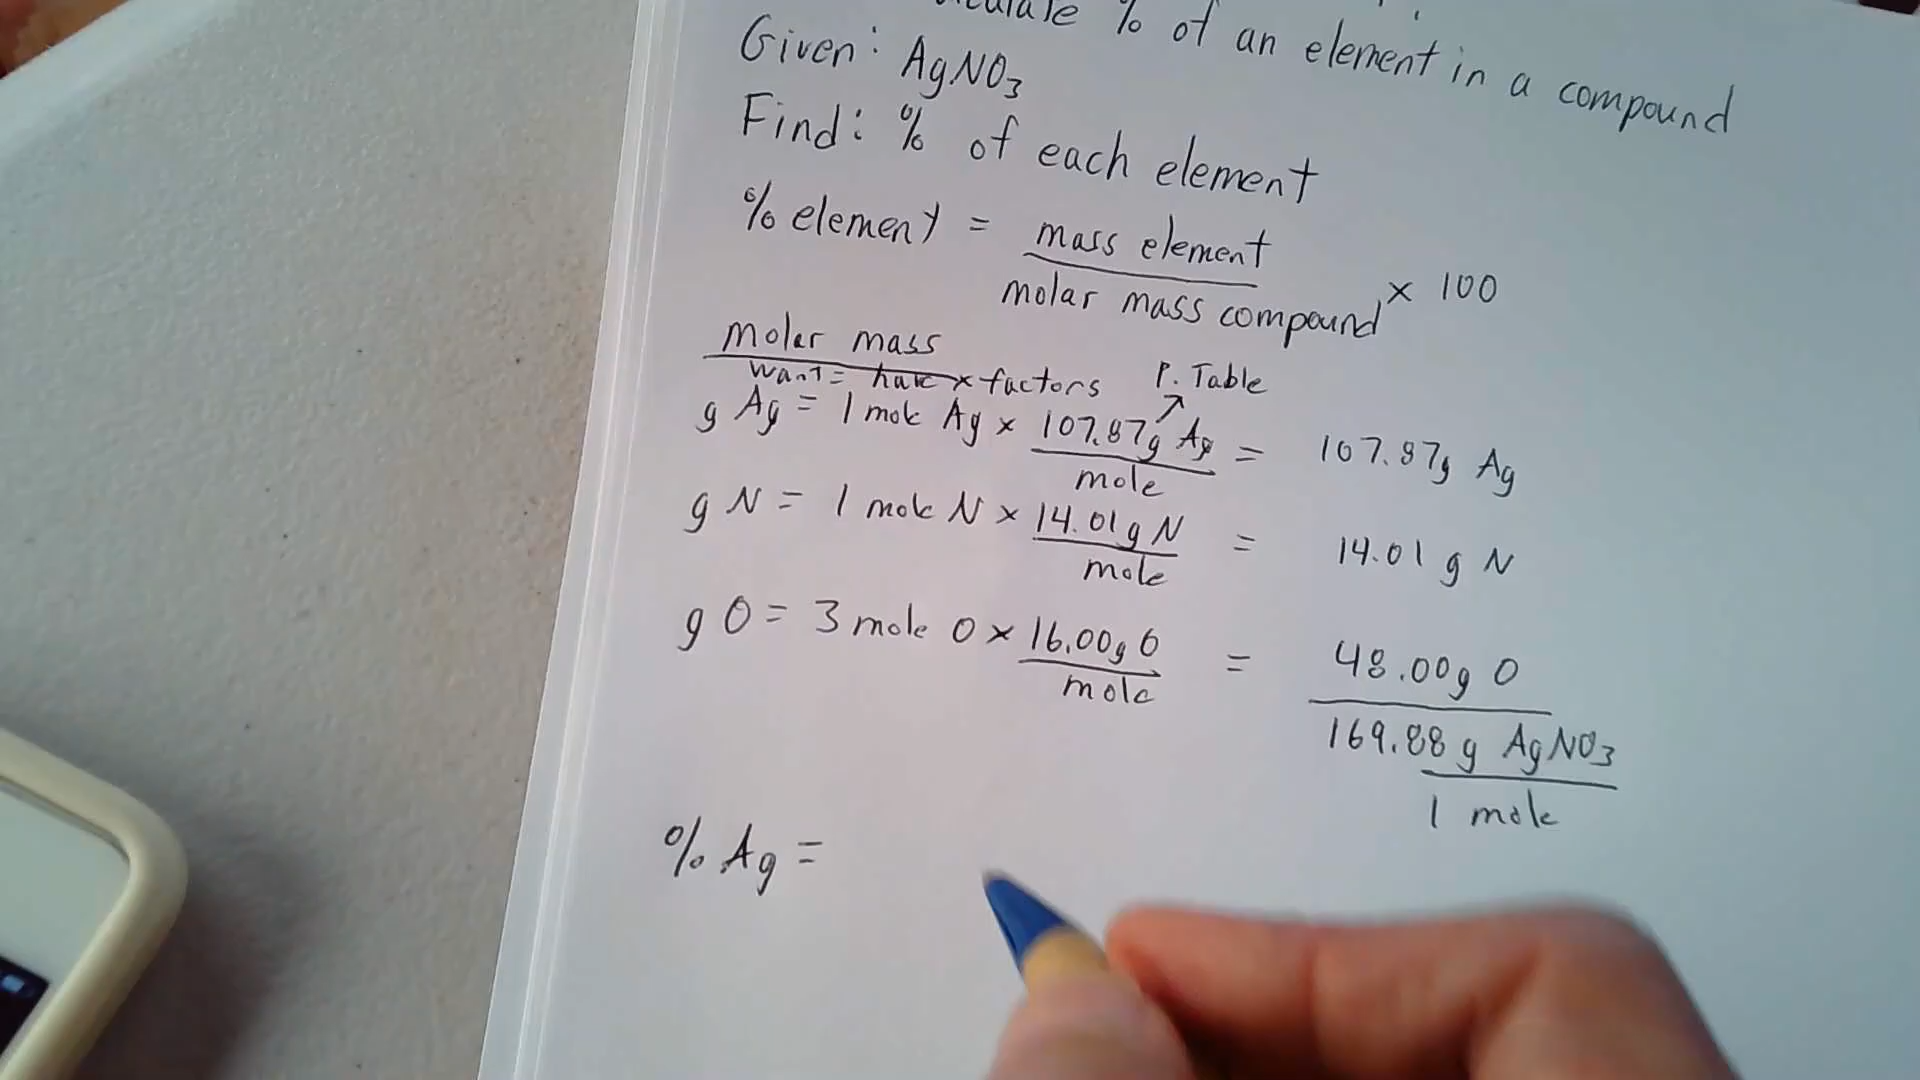 % of an element in a compound
Given: AgNO3
Find: % of each element
% element = mass element / molar mass compound × 100
molar mass
want = have × factors P. Table
g Ag = 1 mole Ag × 107.87g Ag / mole = 107.87g Ag
g N = 1 mole N × 14.01 g N / mole = 14.01 g N
g O = 3 mole O × 16.00g O / mole = 48.00g O
169.88 g AgNO3
1 mole
% Ag =